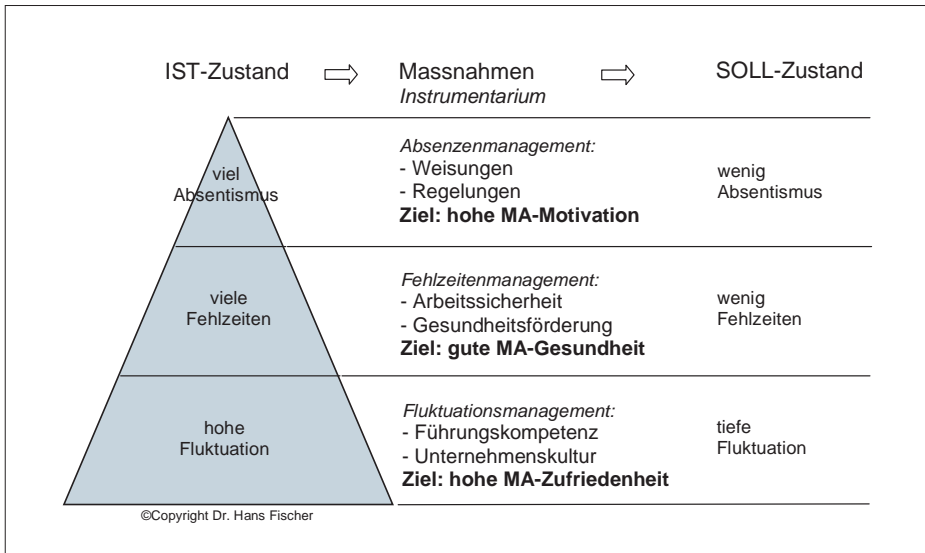 IST-Zustand ⇨ Massnahmen ⇨ SOLL-Zustand
Instrumentarium
viel
Absentismus
Absenzenmanagement:
- Weisungen
- Regelungen
Ziel: hohe MA-Motivation
wenig
Absentismus
viele
Fehlzeiten
Fehlzeitenmanagement:
- Arbeitssicherheit
- Gesundheitsförderung
Ziel: gute MA-Gesundheit
wenig
Fehlzeiten
hohe
Fluktuation
Fluktuationsmanagement:
- Führungskompetenz
- Unternehmenskultur
Ziel: hohe MA-Zufriedenheit
tiefe
Fluktuation
©Copyright Dr. Hans Fischer